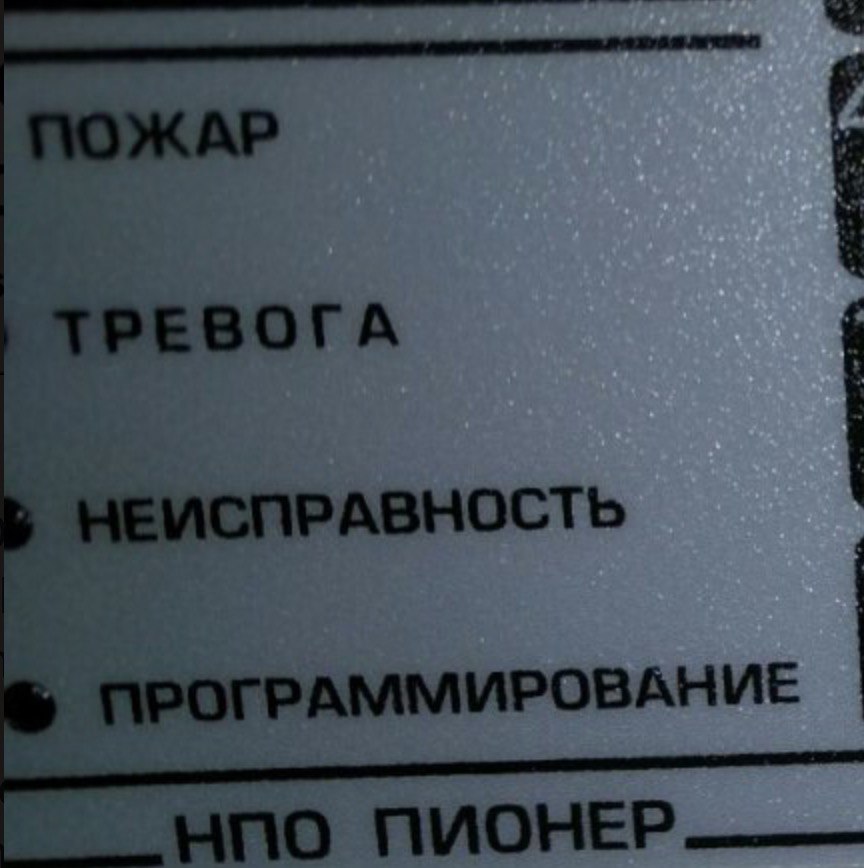 ПОЖАР
ТРЕВОГА
НЕИСПРАВНОСТЬ
ПРОГРАММИРОВАНИЕ
НПО ПИОНЕР